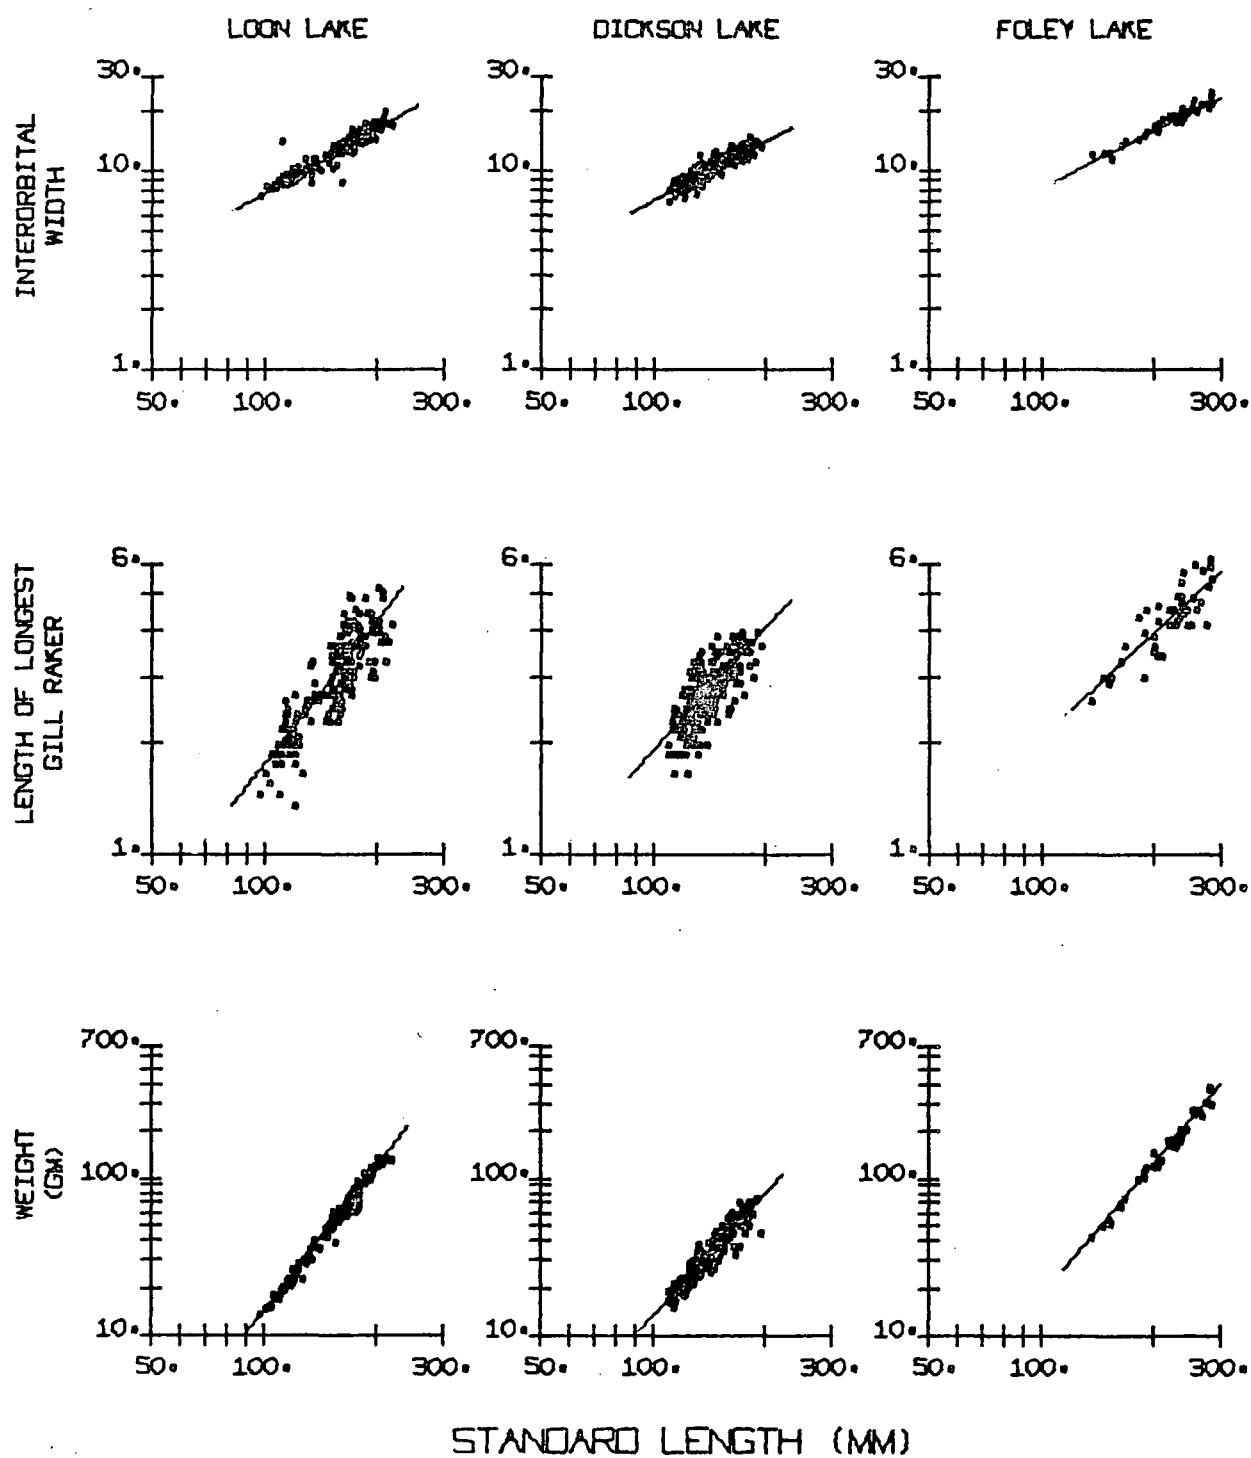 LOON LAKE
DICKSON LAKE
FOLEY LAKE
INTERORBITAL
WIDTH
30.
10.
1.
50. 100. 300.
30.
10.
1.
50. 100. 300.
30.
10.
1.
50. 100. 300.
LENGTH OF LONGEST
GILL RAKER
6.
1.
50. 100. 300.
6.
1.
50. 100. 300.
6.
1.
50. 100. 300.
WEIGHT
(GM)
700.
100.
10.
50. 100. 300.
700.
100.
10.
50. 100. 300.
700.
100.
10.
50. 100. 300.
STANDARD LENGTH (MM)